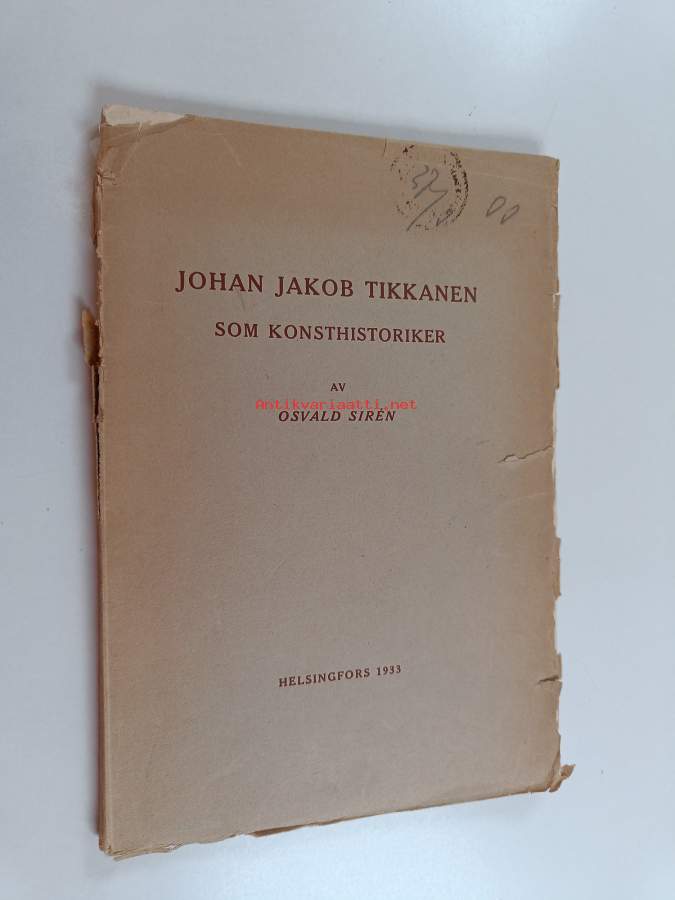 JOHAN JAKOB TIKKANEN
SOM KONSTHISTORIKER
AV
Antikvariaatti.net
OSVALD SIRÉN
HELSINGFORS 1933